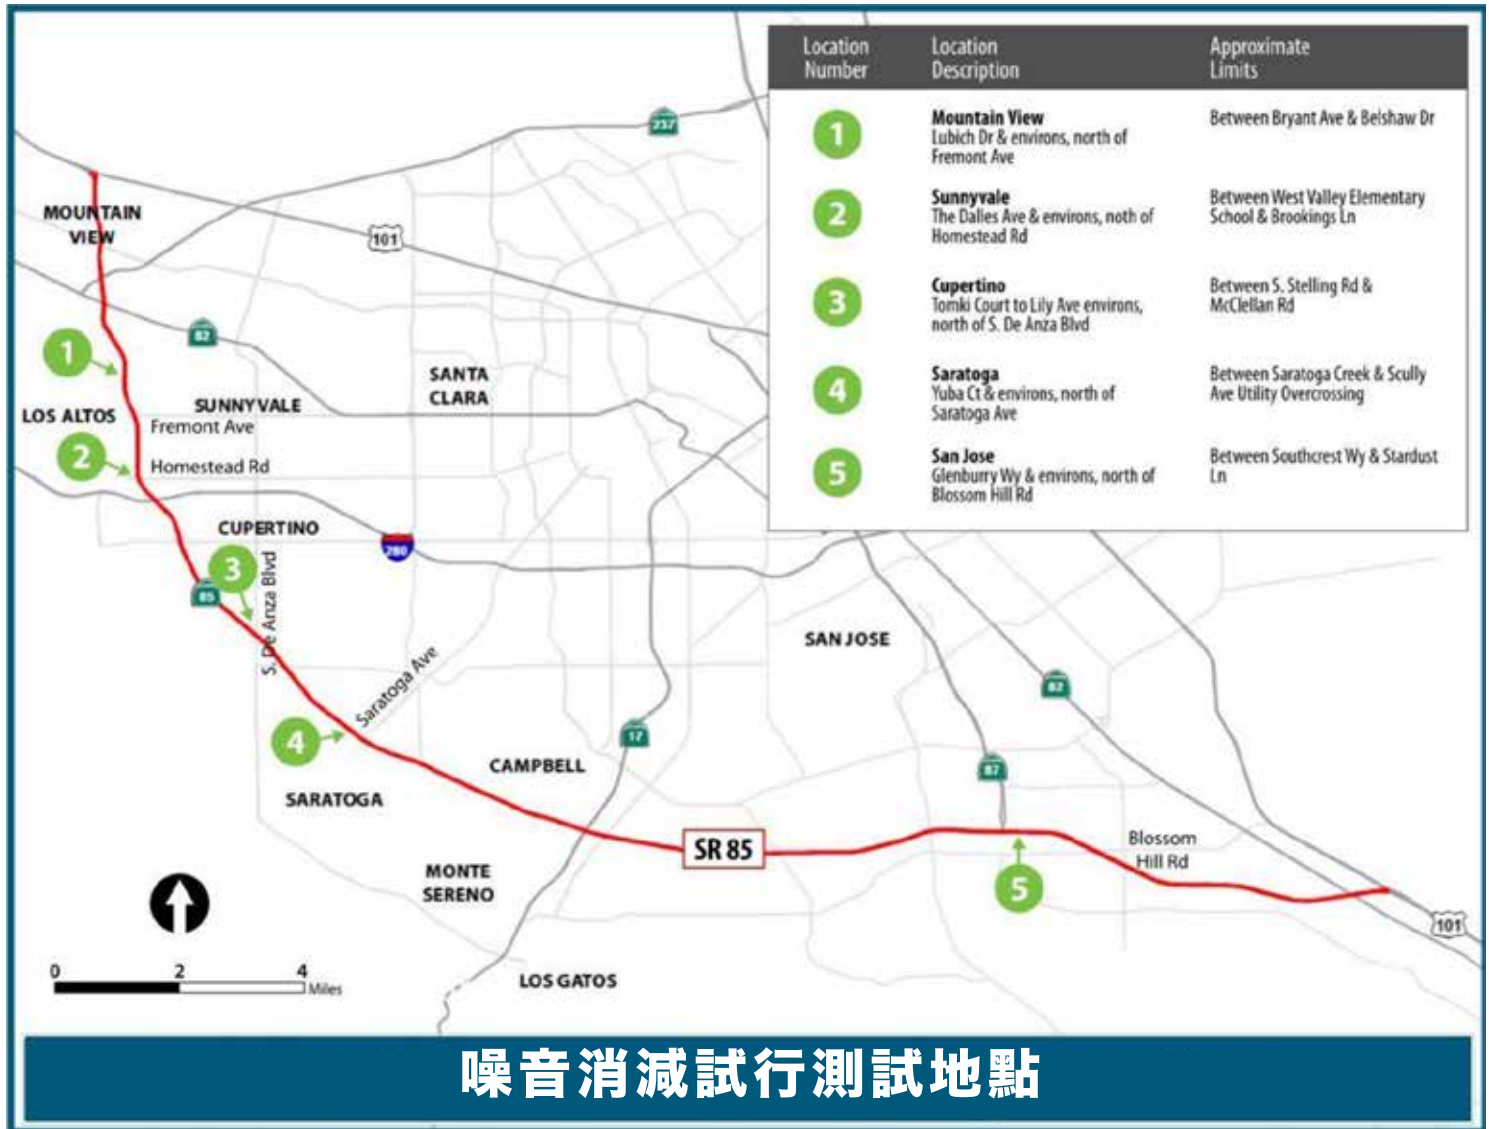 Location
Number
Location
Description
Approximate
Limits
1
Mountain View
Lubich Dr & environs, north of
Fremont Ave
Between Bryant Ave & Belshaw Dr
2
Sunnyvale
The Dalles Ave & environs, noth of
Homestead Rd
Between West Valley Elementary
School & Brookings Ln
3
Cupertino
Tomki Court to Lily Ave environs,
north of S. De Anza Blvd
Between S. Stelling Rd &
McClellan Rd
4
Saratoga
Yuba Ct & environs, north of
Saratoga Ave
Between Saratoga Creek & Scully
Ave Utility Overcrossing
5
San Jose
Glenburry Wy & environs, north of
Blossom Hill Rd
Between Southcrest Wy & Stardust
Ln
237
MOUNTAIN
VIEW
101
82
1
SANTA
CLARA
LOS ALTOS
SUNNYVALE
Fremont Ave
2
Homestead Rd
CUPERTINO
280
3
85
S. De Anza Blvd
SAN JOSE
82
Saratoga Ave
4
17
CAMPBELL
87
SARATOGA
SR 85
Blossom
Hill Rd
MONTE
SERENO
5
101
0 2 4
Miles
LOS GATOS
噪音消減試行測試地點